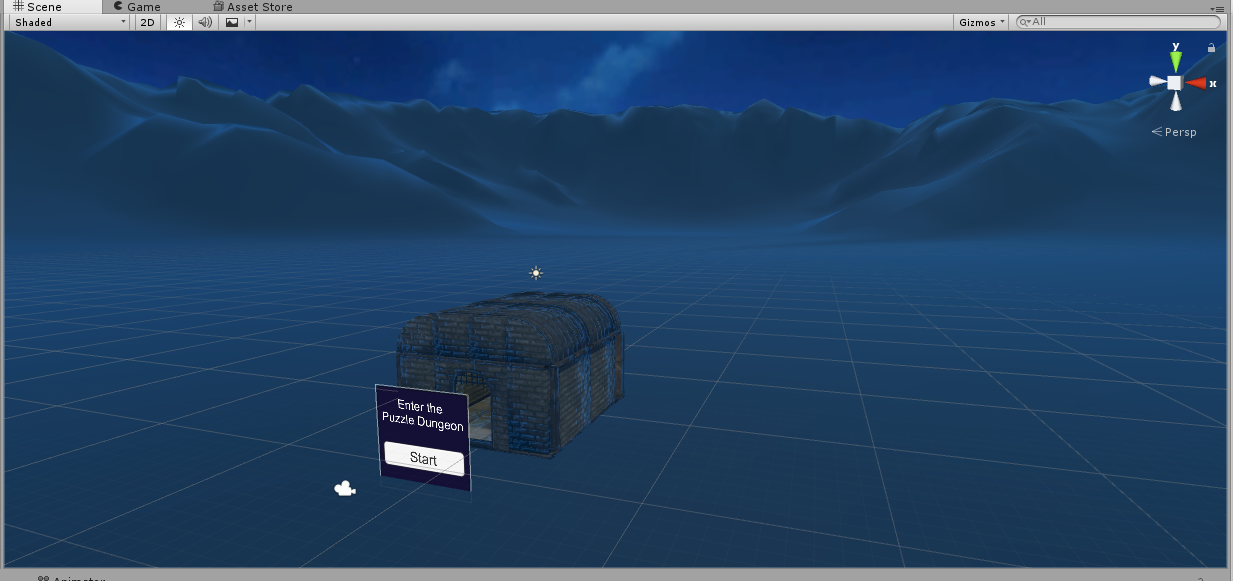 Scene Game Asset Store
Shaded 2D Gizmos All
y
x
Persp
Enter the
Puzzle Dungeon
Start
Animator